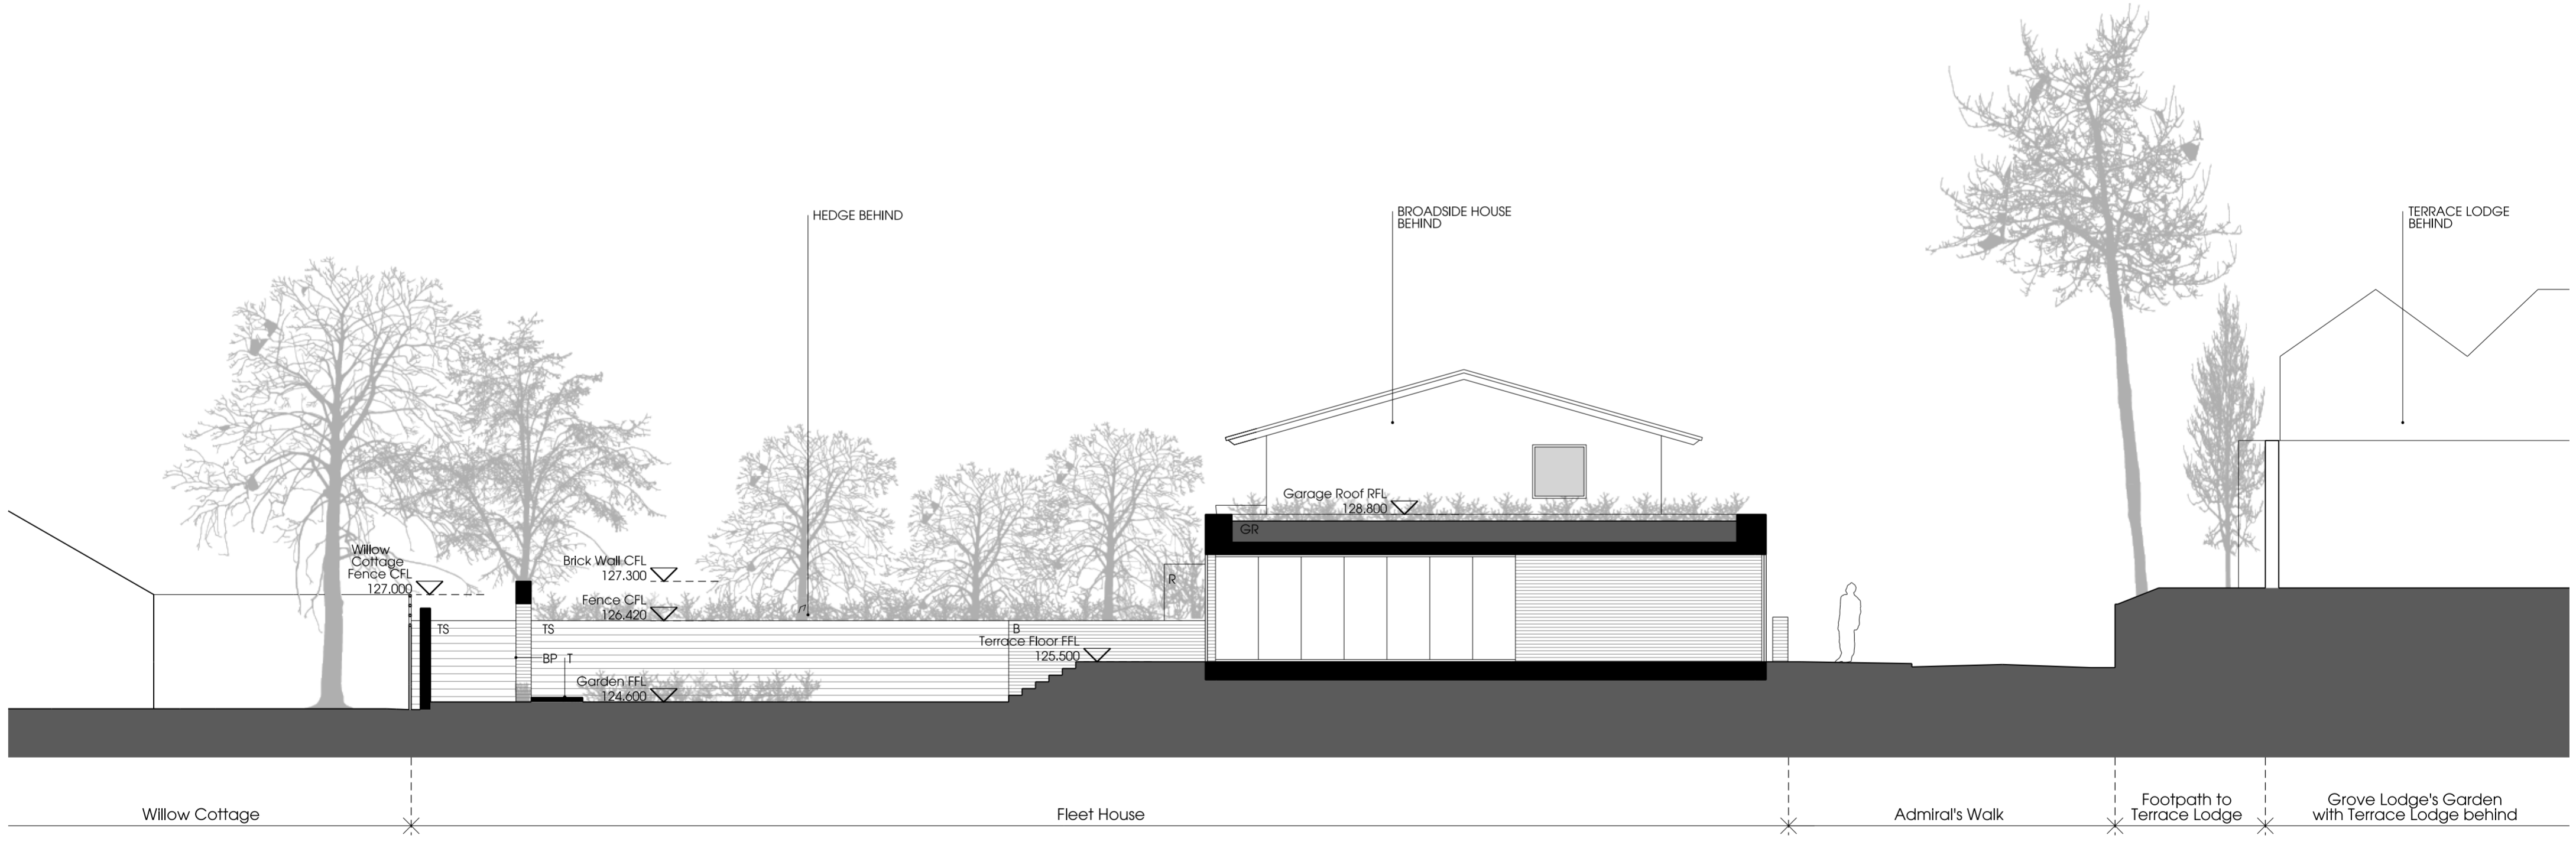 HEDGE BEHIND
BROADSIDE HOUSE
BEHIND
TERRACE LODGE
BEHIND
Garage Roof RFL
128.800
GR
Willow
Cottage
Fence CFL
127.000
Brick Wall CFL
127.300
R
Fence CFL
126.420
TS
TS
B
Terrace Floor FFL
125.500
BP
T
Garden FFL
124.600
Willow Cottage
Fleet House
Admiral's Walk
Footpath to
Terrace Lodge
Grove Lodge's Garden
with Terrace Lodge behind